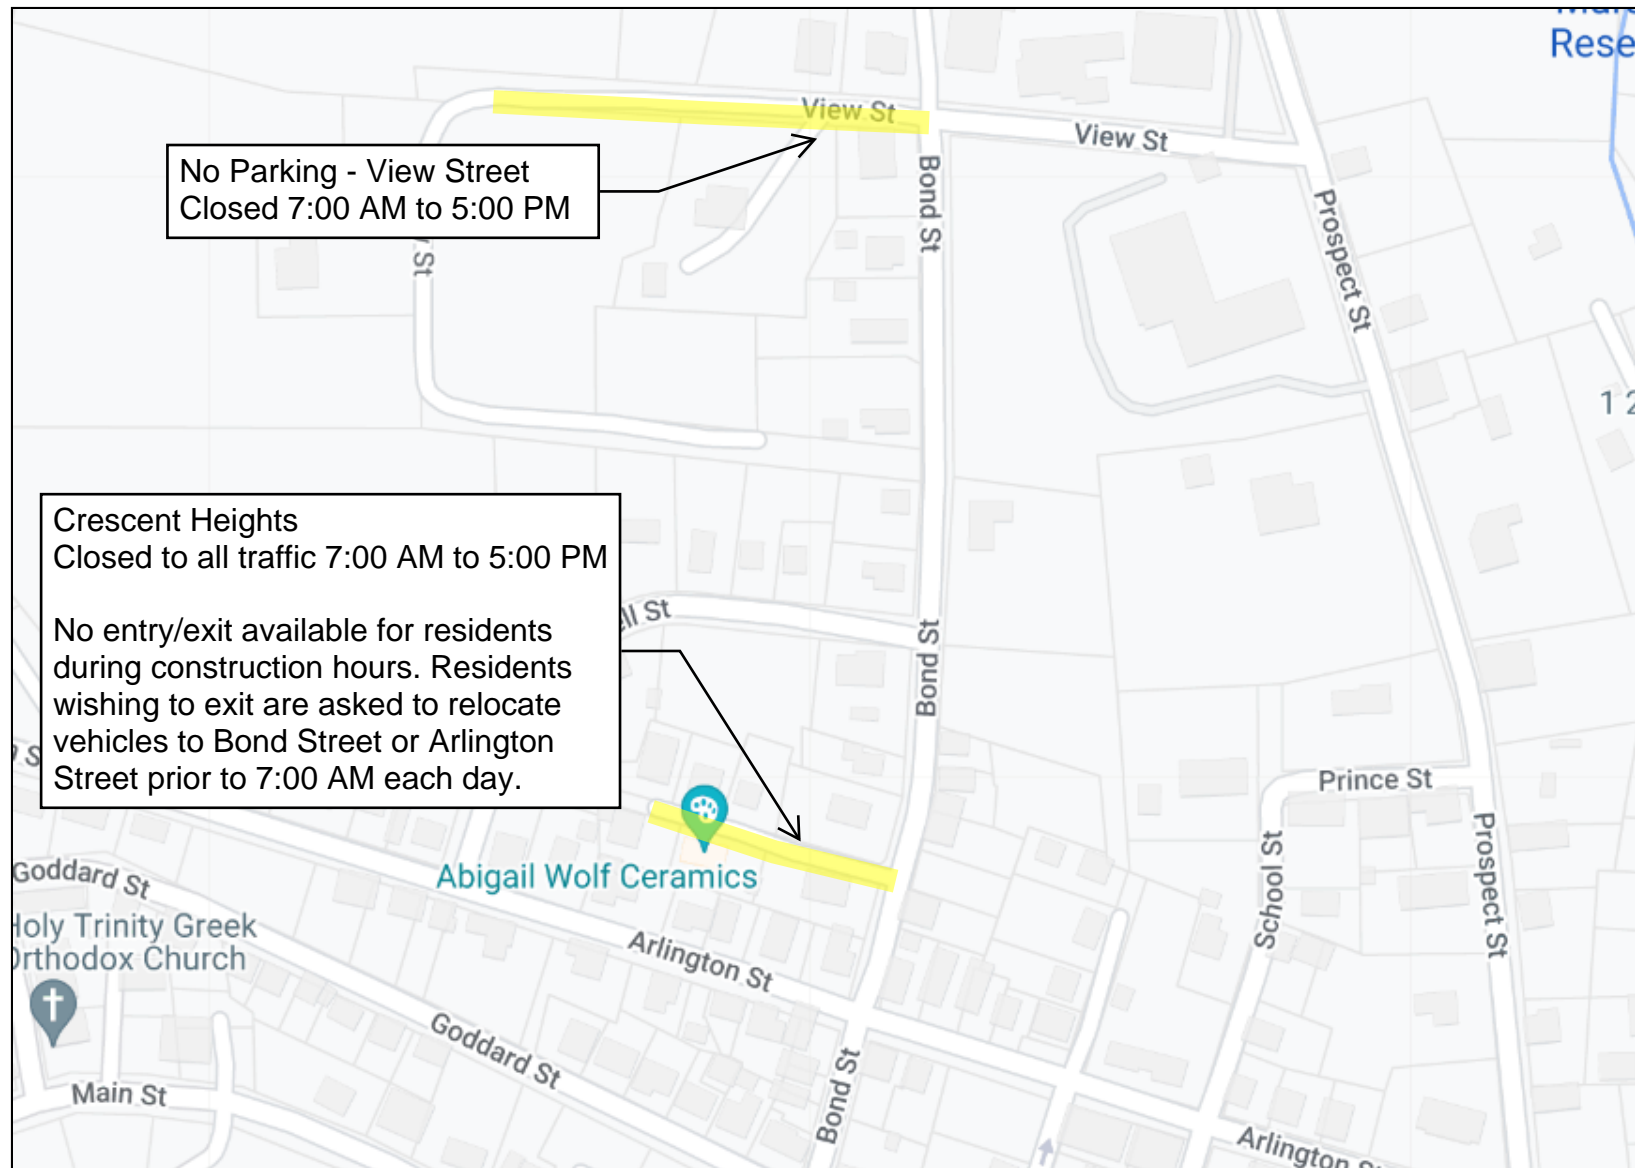 Rese
View St
View St
No Parking - View Street
Closed 7:00 AM to 5:00 PM
Bond St
Prospect St
St
1 2
Crescent Heights
Closed to all traffic 7:00 AM to 5:00 PM
No entry/exit available for residents
during construction hours. Residents
wishing to exit are asked to relocate
vehicles to Bond Street or Arlington
Street prior to 7:00 AM each day.
ell St
Bond St
Prince St
Prospect St
School St
Abigail Wolf Ceramics
Goddard St
Holy Trinity Greek
Orthodox Church
Arlington St
Goddard St
Main St
Bond St
Arlington St